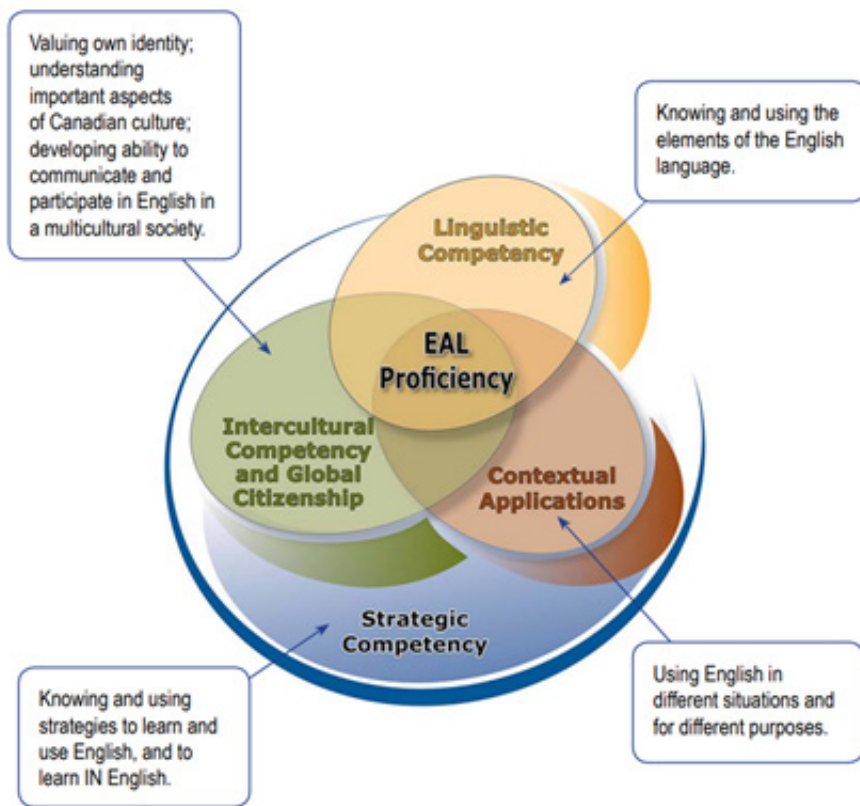 Valuing own identity;
understanding
important aspects
of Canadian culture;
developing ability to
communicate and
participate in English in
a multicultural society.
Knowing and using the
elements of the English
language.
Linguistic
Competency
EAL
Proficiency
Intercultural
Competency
and Global
Citizenship
Contextual
Applications
Strategic
Competency
Knowing and using
strategies to learn and
use English, and to
learn IN English.
Using English in
different situations and
for different purposes.